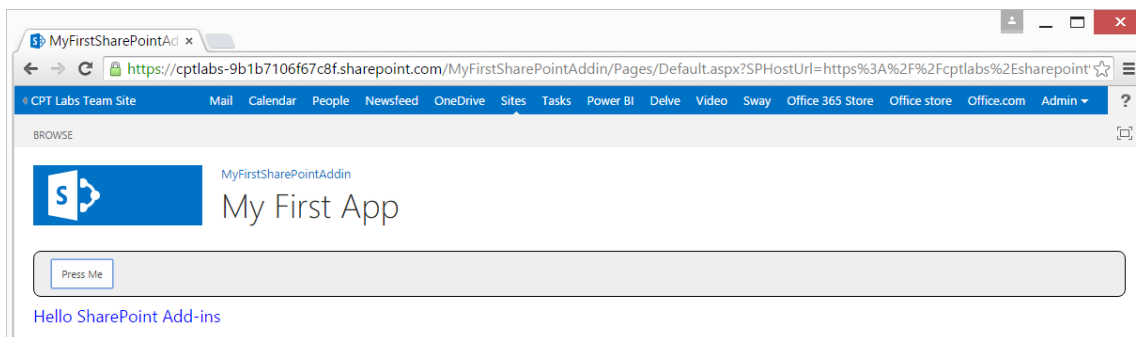 MyFirstSharePointAd
https://cptlabs-9b1b7106f67c8f.sharepoint.com/MyFirstSharePointAddin/Pages/Default.aspx?SPHostUrl=https%3A%2F%2Fcptlabs%2Esharepoint
CPT Labs Team Site Mail Calendar People Newsfeed OneDrive Sites Tasks Power BI Delve Video Sway Office 365 Store Office store Office.com Admin ?
BROWSE
S
MyFirstSharePointAddin
My First App
Press Me
Hello SharePoint Add-ins